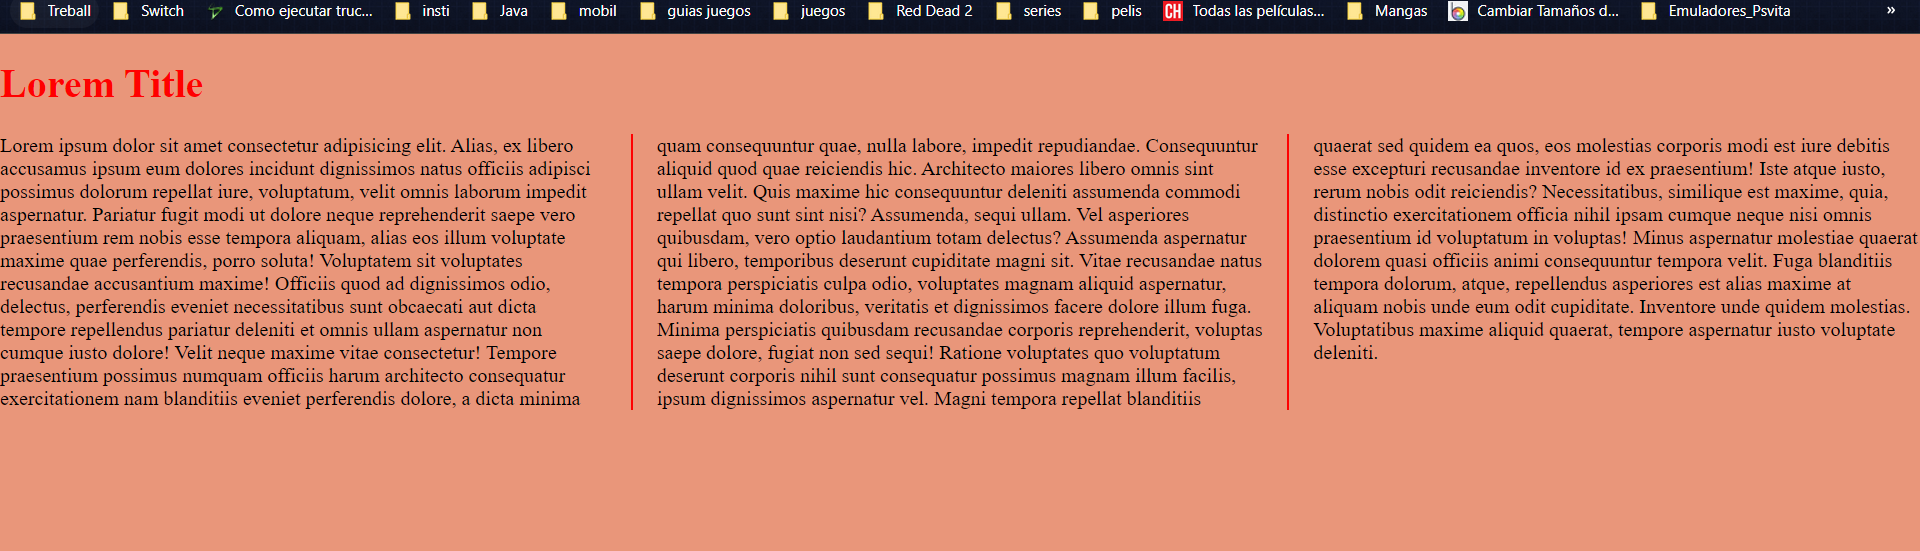 Treball Switch Como ejecutar truc... insti Java mobil guias juegos juegos Red Dead 2 series pelis CH Todas las películas... Mangas Cambiar Tamaños d... Emuladores_Psvita »
Lorem Title
Lorem ipsum dolor sit amet consectetur adipisicing elit. Alias, ex libero
accusamus ipsum eum dolores incidunt dignissimos natus officiis adipisci
possimus dolorum repellat iure, voluptatum, velit omnis laborum impedit
aspernatur. Pariatur fugit modi ut dolore neque reprehenderit saepe vero
praesentium rem nobis esse tempora aliquam, alias eos illum voluptate
maxime quae perferendis, porro soluta! Voluptatem sit voluptates
recusandae accusantium maxime! Officiis quod ad dignissimos odio,
delectus, perferendis eveniet necessitatibus sunt obcaecati aut dicta
tempore repellendus pariatur deleniti et omnis ullam aspernatur non
cumque iusto dolore! Velit neque maxime vitae consectetur! Tempore
praesentium possimus numquam officiis harum architecto consequatur
exercitationem nam blanditiis eveniet perferendis dolore, a dicta minima
quam consequuntur quae, nulla labore, impedit repudiandae. Consequuntur
aliquid quod quae reiciendis hic. Architecto maiores libero omnis sint
ullam velit. Quis maxime hic consequuntur deleniti assumenda commodi
repellat quo sunt sint nisi? Assumenda, sequi ullam. Vel asperiores
quibusdam, vero optio laudantium totam delectus? Assumenda aspernatur
qui libero, temporibus deserunt cupiditate magni sit. Vitae recusandae natus
tempora perspiciatis culpa odio, voluptates magnam aliquid aspernatur,
harum minima doloribus, veritatis et dignissimos facere dolore illum fuga.
Minima perspiciatis quibusdam recusandae corporis reprehenderit, voluptas
saepe dolore, fugiat non sed sequi! Ratione voluptates quo voluptatum
deserunt corporis nihil sunt consequatur possimus magnam illum facilis,
ipsum dignissimos aspernatur vel. Magni tempora repellat blanditiis
quaerat sed quidem ea quos, eos molestias corporis modi est iure debitis
esse excepturi recusandae inventore id ex praesentium! Iste atque iusto,
rerum nobis odit reiciendis? Necessitatibus, similique est maxime, quia,
distinctio exercitationem officia nihil ipsam cumque neque nisi omnis
praesentium id voluptatum in voluptas! Minus aspernatur molestiae quaerat
dolorem quasi officiis animi consequuntur tempora velit. Fuga blanditiis
tempora dolorum, atque, repellendus asperiores est alias maxime at
aliquam nobis unde eum odit cupiditate. Inventore unde quidem molestias.
Voluptatibus maxime aliquid quaerat, tempore aspernatur iusto voluptate
deleniti.